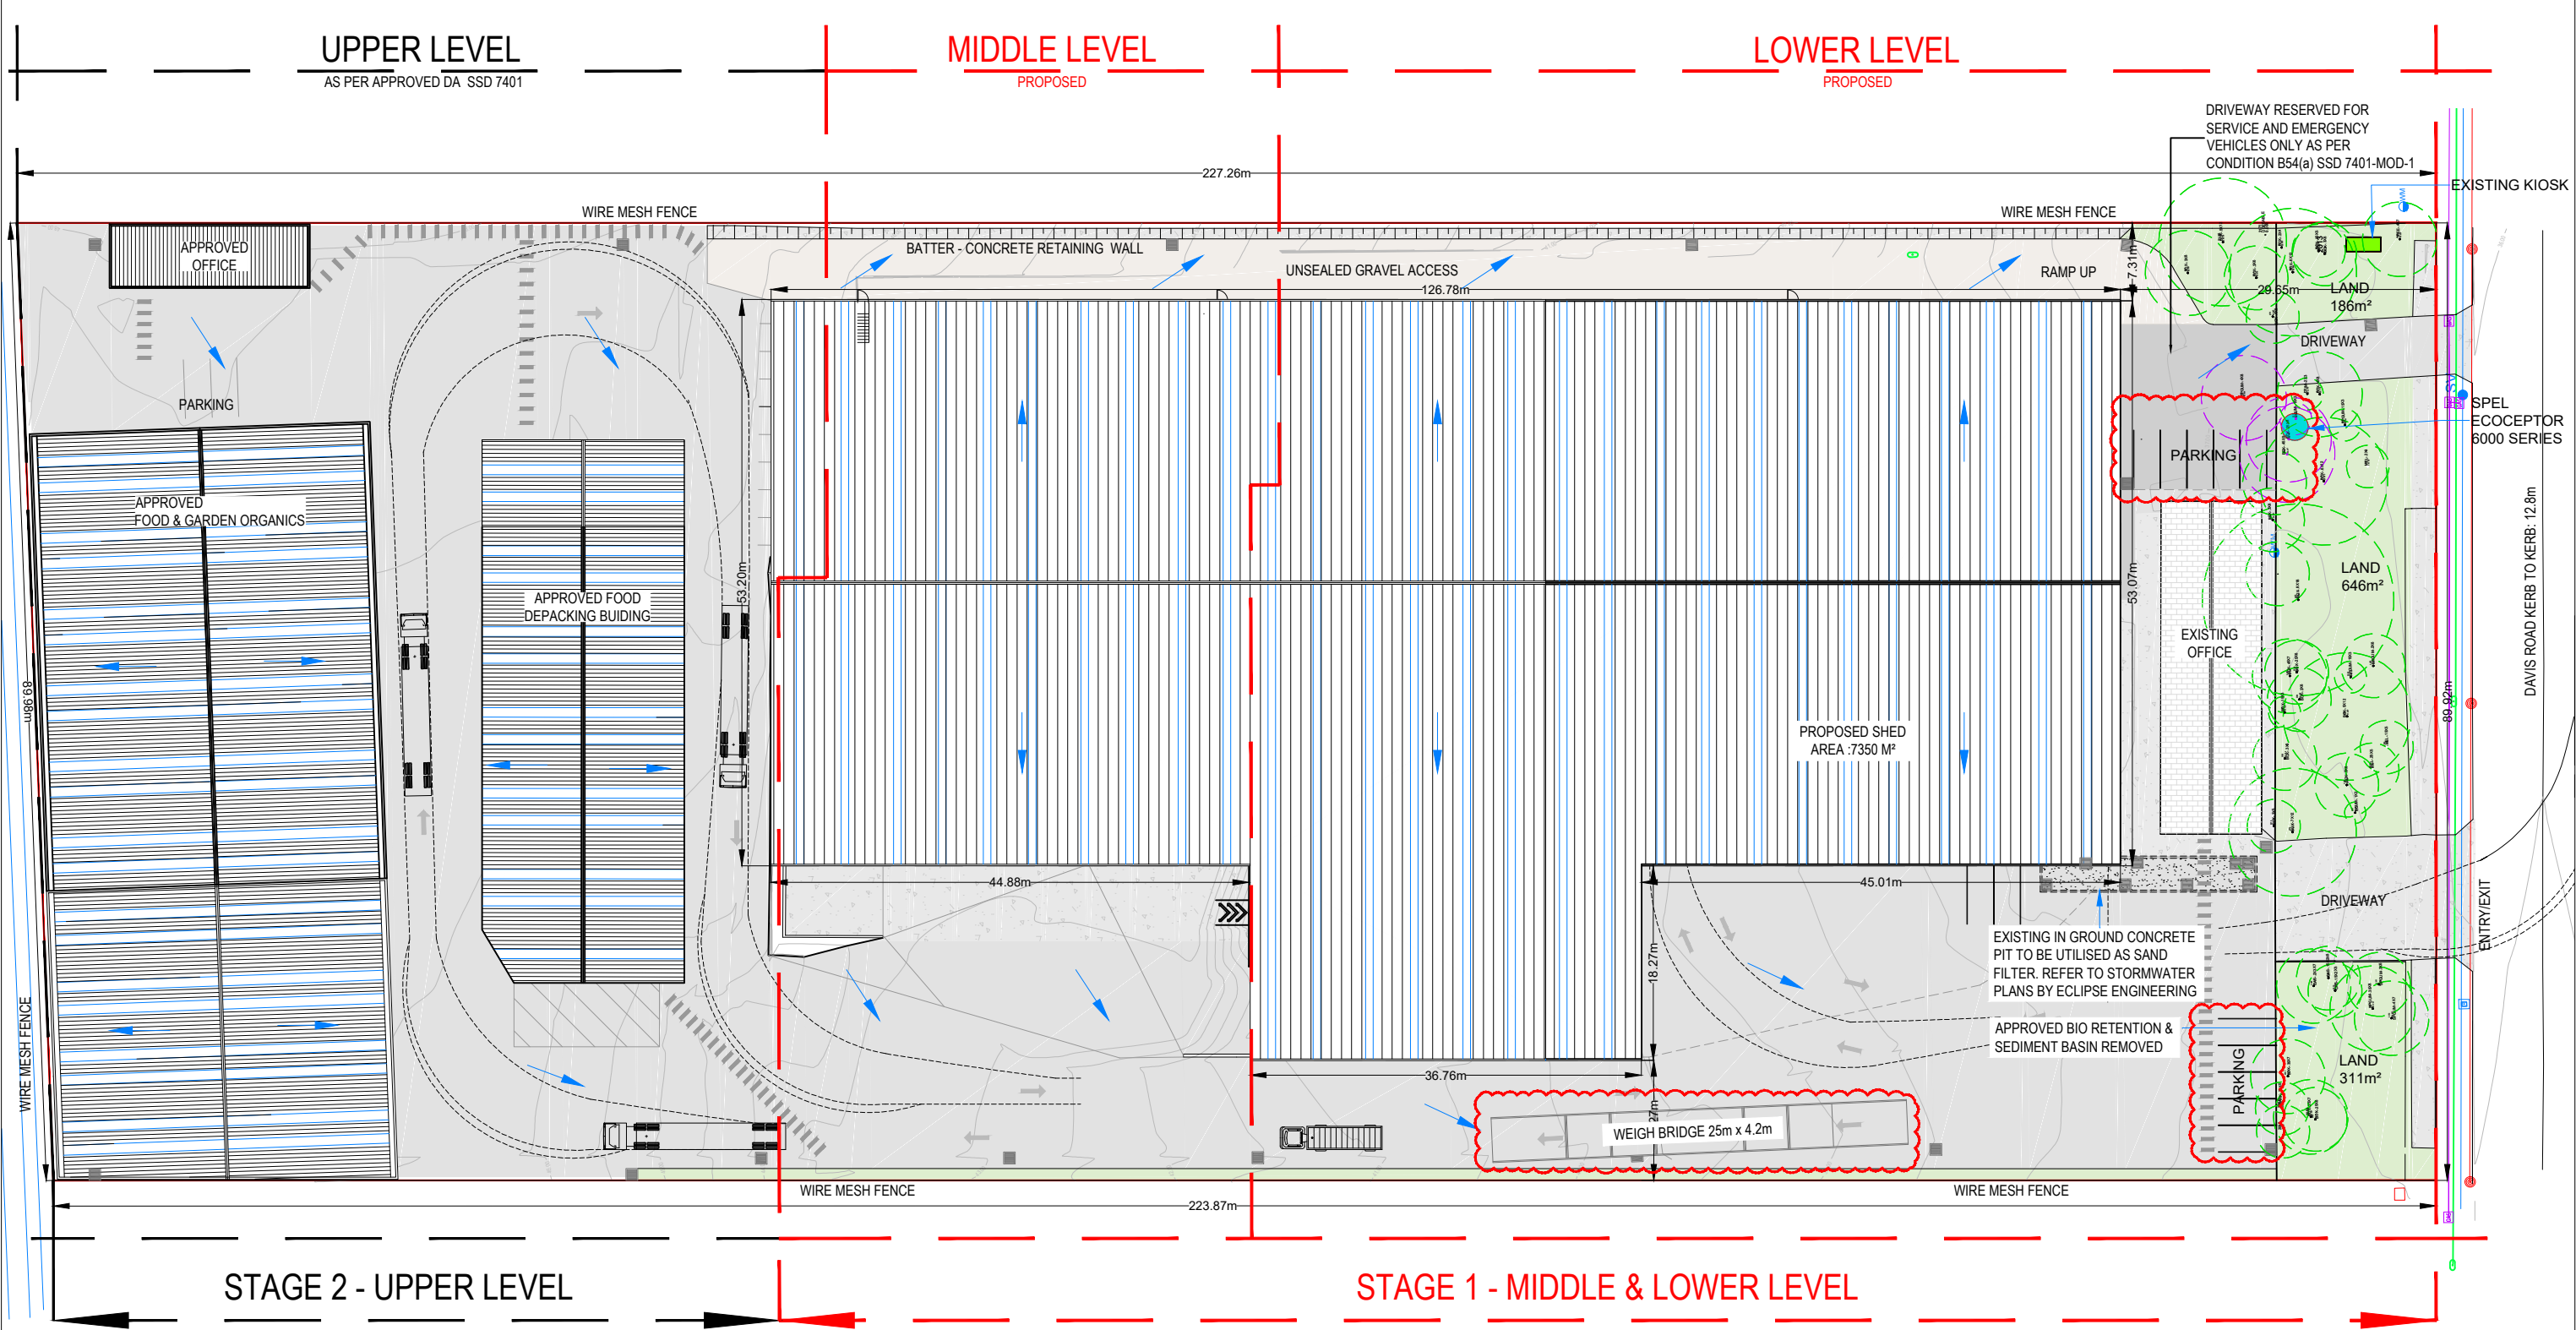 UPPER LEVEL
AS PER APPROVED DA SSD 7401
MIDDLE LEVEL
PROPOSED
LOWER LEVEL
PROPOSED
DRIVEWAY RESERVED FOR
SERVICE AND EMERGENCY
VEHICLES ONLY AS PER
CONDITION B54(a) SSD 7401-MOD-1
227.26m
EXISTING KIOSK
WIRE MESH FENCE
WIRE MESH FENCE
APPROVED
OFFICE
BATTER - CONCRETE RETAINING WALL
UNSEALED GRAVEL ACCESS
RAMP UP
7.31m
126.78m
29.65m
LAND
186m²
DRIVEWAY
PARKING
SPEL
ECOCEPTOR
6000 SERIES
PARKING
APPROVED
FOOD & GARDEN ORGANICS
APPROVED FOOD
DEPACKING BUIDING
53.20m
53.07m
LAND
646m²
EXISTING
OFFICE
DAVIS ROAD KERB TO KERB: 12.8m
89.98m
89.92m
PROPOSED SHED
AREA :7350 M²
44.88m
45.01m
DRIVEWAY
ENTRY/EXIT
18.27m
EXISTING IN GROUND CONCRETE
PIT TO BE UTILISED AS SAND
FILTER. REFER TO STORMWATER
PLANS BY ECLIPSE ENGINEERING
APPROVED BIO RETENTION &
SEDIMENT BASIN REMOVED
WIRE MESH FENCE
LAND
311m²
PARKING
36.76m
WEIGH BRIDGE 25m x 4.2m
WIRE MESH FENCE
WIRE MESH FENCE
223.87m
STAGE 2 - UPPER LEVEL
STAGE 1 - MIDDLE & LOWER LEVEL